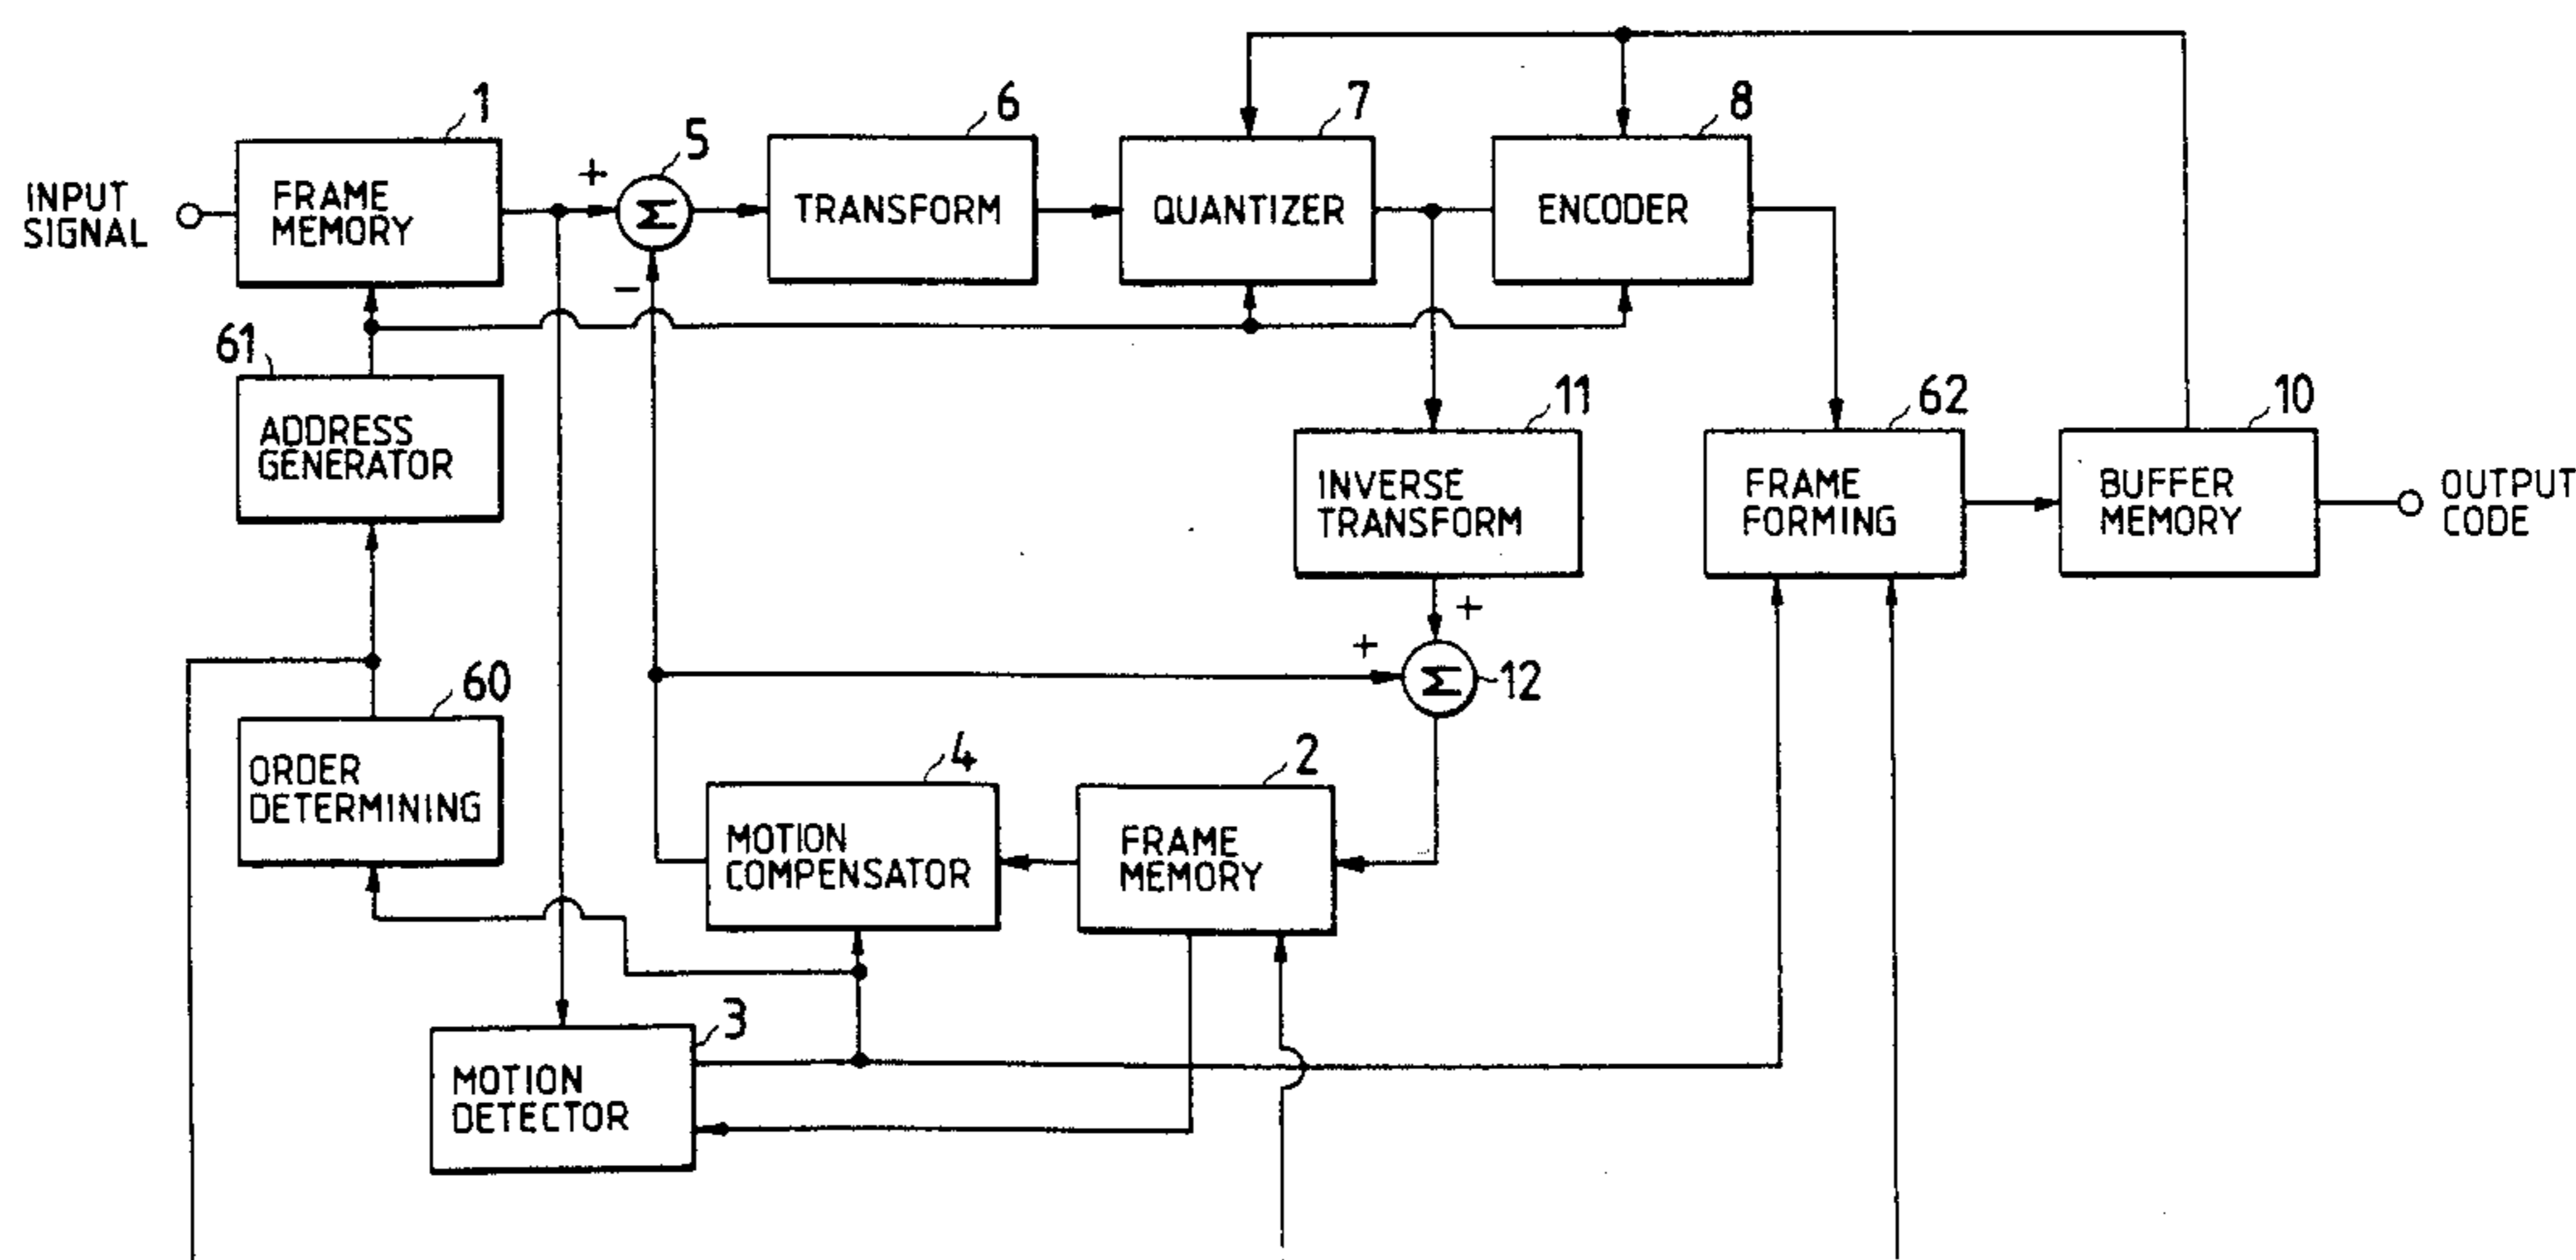 1
5
6
7
8
INPUT
SIGNAL
FRAME
MEMORY
+
Σ
−
TRANSFORM
QUANTIZER
ENCODER
61
ADDRESS
GENERATOR
11
INVERSE
TRANSFORM
62
FRAME
FORMING
10
BUFFER
MEMORY
OUTPUT
CODE
+
+
Σ
12
60
ORDER
DETERMINING
4
MOTION
COMPENSATOR
2
FRAME
MEMORY
3
MOTION
DETECTOR